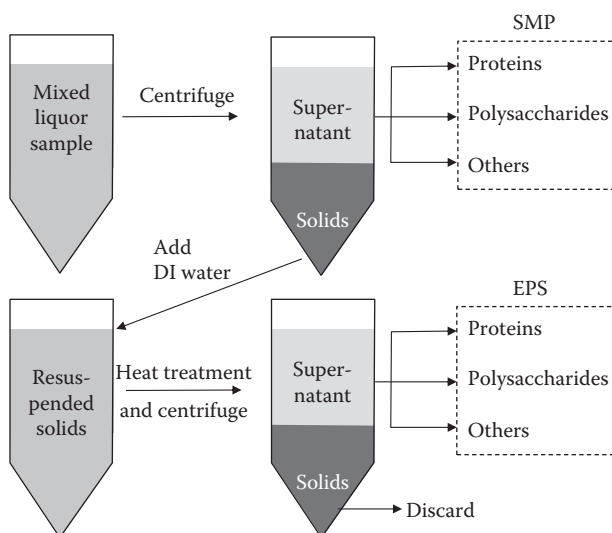 SMP
Mixed
liquor
sample
Centrifuge
Super-
natant
Solids
Proteins
Polysaccharides
Others
Add
DI water
EPS
Resus-
pended
solids
Heat treatment
and centrifuge
Super-
natant
Solids
Proteins
Polysaccharides
Others
Discard